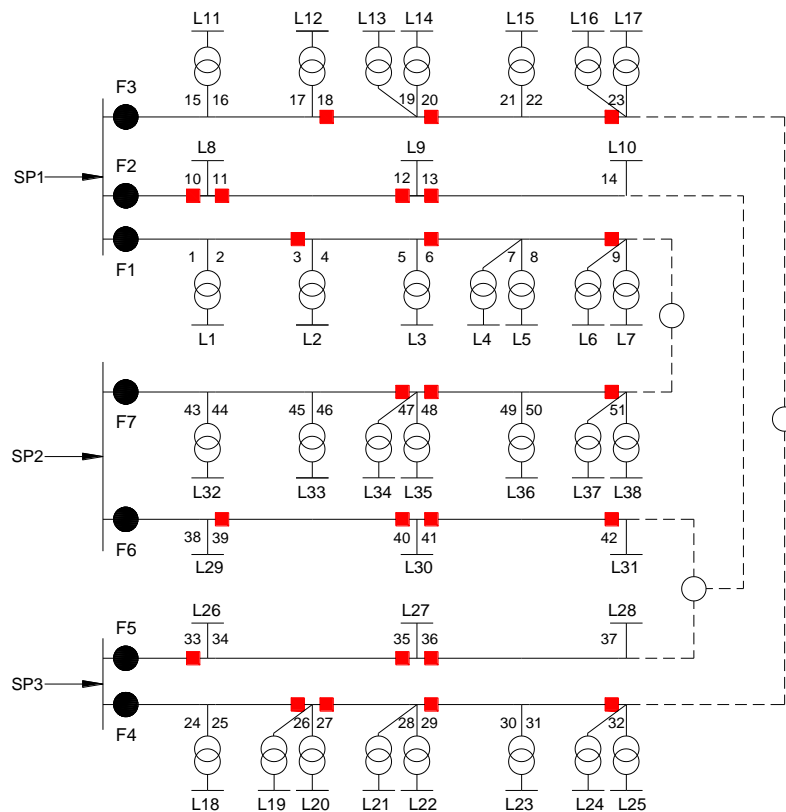 L11 L12 L13 L14 L15 L16 L17
F3
15 16 17 18 19 20 21 22 23
F2
L8 L9 L10
SP1
10 11 12 13 14
F1
1 2 3 4 5 6 7 8 9
L1 L2 L3 L4 L5 L6 L7
F7
43 44 45 46 47 48 49 50 51
SP2
L32 L33 L34 L35 L36 L37 L38
F6
38 39 40 41 42
L29 L30 L31
L26 L27 L28
F5
33 34 35 36 37
SP3
F4
24 25 26 27 28 29 30 31 32
L18 L19 L20 L21 L22 L23 L24 L25